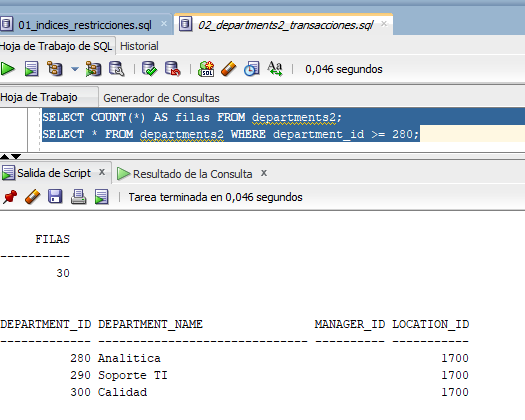 01_indices_restricciones.sql 02_departments2_transacciones.sql
Hoja de Trabajo de SQL Historial
0,046 segundos
Hoja de Trabajo Generador de Consultas
SELECT COUNT(*) AS filas FROM departments2;
SELECT * FROM departments2 WHERE department_id >= 280;
Salida de Script x Resultado de la Consulta x
Tarea terminada en 0,046 segundos
FILAS
----------
30
DEPARTMENT_ID DEPARTMENT_NAME MANAGER_ID LOCATION_ID
------------- ------------------------------ ---------- -----------
280 Analitica 1700
290 Soporte TI 1700
300 Calidad 1700